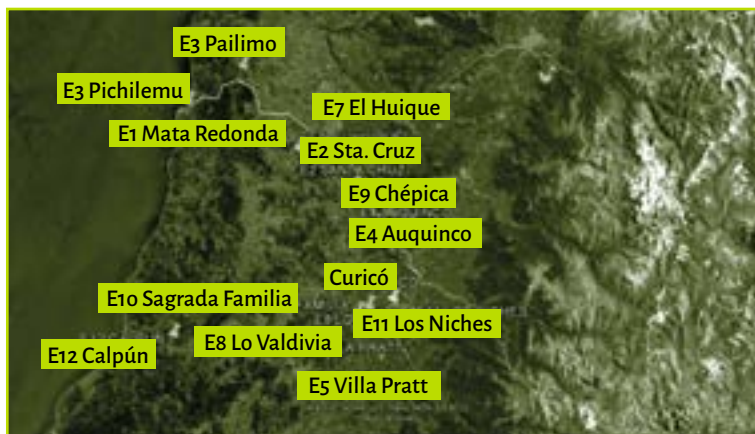 E3 Pailimo
E3 Pichilemu
E7 El Huique
E1 Mata Redonda
E2 Sta. Cruz
E9 Chépica
E4 Auquinco
Curicó
E10 Sagrada Familia
E11 Los Niches
E8 Lo Valdivia
E12 Calpún
E5 Villa Pratt